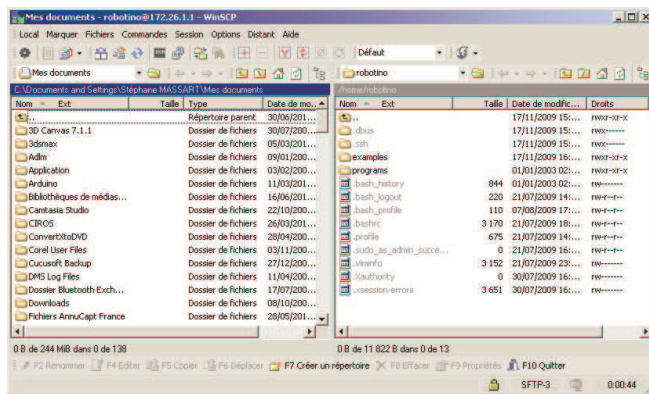 Mes documents - robotino@172.26.1.1 - WinSCP
Local Marquer Fichiers Commandes Session Options Distant Aide
Défaut
Mes documents robotino
C:\Documents and Settings\Stéphane MASSART\Mes documents /home/robotino
Nom Ext Taille Type Date de mo... Nom Ext Taille Date de modific... Droits
.. Répertoire parent 30/06/201... .. 17/11/2009 15:... rwxr-xr-x
3D Canvas 7.1.1 Dossier de fichiers 30/07/200... .dbus 17/11/2009 15:... rwx------
3dsmax Dossier de fichiers 05/03/201... .ssh 17/11/2009 15:... rwx------
Adlm Dossier de fichiers 09/01/200... examples 17/11/2009 16:... rwxr-xr-x
Application Dossier de fichiers 03/02/200... programs 01/01/2003 02:... rwxr-xr-x
Arduino Dossier de fichiers 11/03/201... .bash_history 844 01/01/2003 02:... rw-------
Bibliothèques de médias... Dossier de fichiers 16/06/201... .bash_logout 220 21/07/2009 14:... rw-r--r--
Camtasia Studio Dossier de fichiers 22/10/200... .bash_profile 110 07/08/2009 17:... rw-r--r--
CIROS Dossier de fichiers 26/03/201... .bashrc 3 170 21/07/2009 18:... rw-r--r--
ConvertXtoDVD Dossier de fichiers 28/04/200... .profile 675 21/07/2009 14:... rw-r--r--
Corel User Files Dossier de fichiers 03/11/200... .sudo_as_admin_succe... 0 21/07/2009 16:... rw-r--r--
Cucusoft Backup Dossier de fichiers 27/12/200... .viminfo 3 152 21/07/2009 23:... rw-------
DMS Log Files Dossier de fichiers 11/04/200... .Xauthority 0 30/07/2009 16:... rw-------
Dossier Bluetooth Exch... Dossier de fichiers 17/07/200... .xsession-errors 3 651 30/07/2009 16:... rw-------
Downloads Dossier de fichiers 08/10/200...
Fichiers AnnuCapt France Dossier de fichiers 28/05/201...
0 B de 244 MiB dans 0 de 138 0 B de 11 822 B dans 0 de 13
F2 Renommer F4 Editer F5 Copier F6 Déplacer F7 Créer un répertoire F8 Effacer F9 Propriétés F10 Quitter
SFTP-3 0:00:44